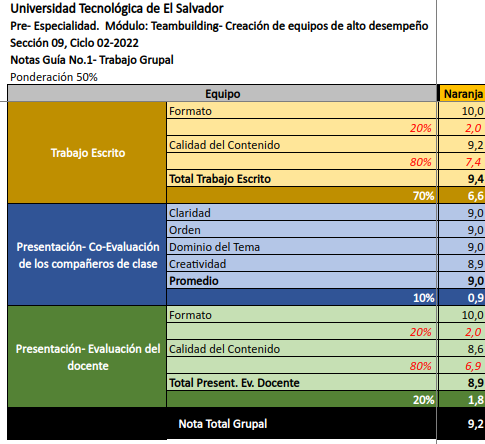 Universidad Tecnológica de El Salvador
Pre- Especialidad. Módulo: Teambuilding- Creación de equipos de alto desempeño
Sección 09, Ciclo 02-2022
Notas Guía No.1- Trabajo Grupal
Ponderación 50%
Equipo Naranja
Trabajo Escrito
Formato 10,0
20% 2,0
Calidad del Contenido 9,2
80% 7,4
Total Trabajo Escrito 9,4
70% 6,6
Presentación- Co-Evaluación
de los compañeros de clase
Claridad 9,0
Orden 9,0
Dominio del Tema 9,0
Creatividad 8,9
Promedio 9,0
10% 0,9
Presentación- Evaluación del
docente
Formato 10,0
20% 2,0
Calidad del Contenido 8,6
80% 6,9
Total Present. Ev. Docente 8,9
20% 1,8
Nota Total Grupal 9,2